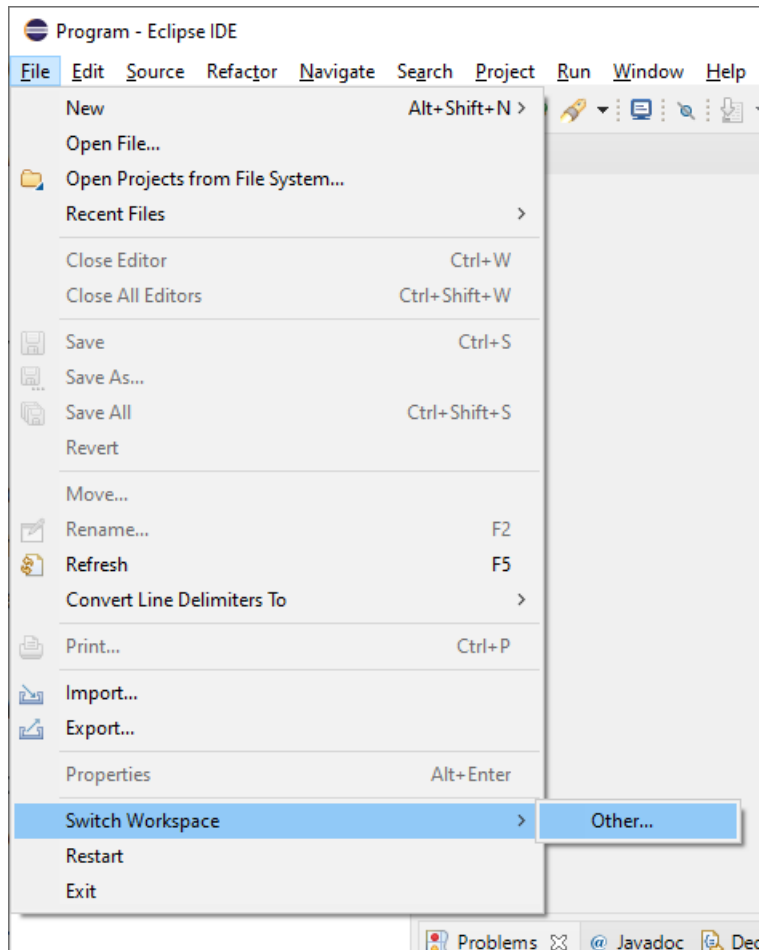 Program - Eclipse IDE
File Edit Source Refactor Navigate Search Project Run Window Help
New Alt+Shift+N >
Open File...
Open Projects from File System...
Recent Files >
Close Editor Ctrl+W
Close All Editors Ctrl+Shift+W
Save Ctrl+S
Save As...
Save All Ctrl+Shift+S
Revert
Move...
Rename... F2
Refresh F5
Convert Line Delimiters To >
Print... Ctrl+P
Import...
Export...
Properties Alt+Enter
Switch Workspace > Other...
Restart
Exit
Problems @ Javadoc